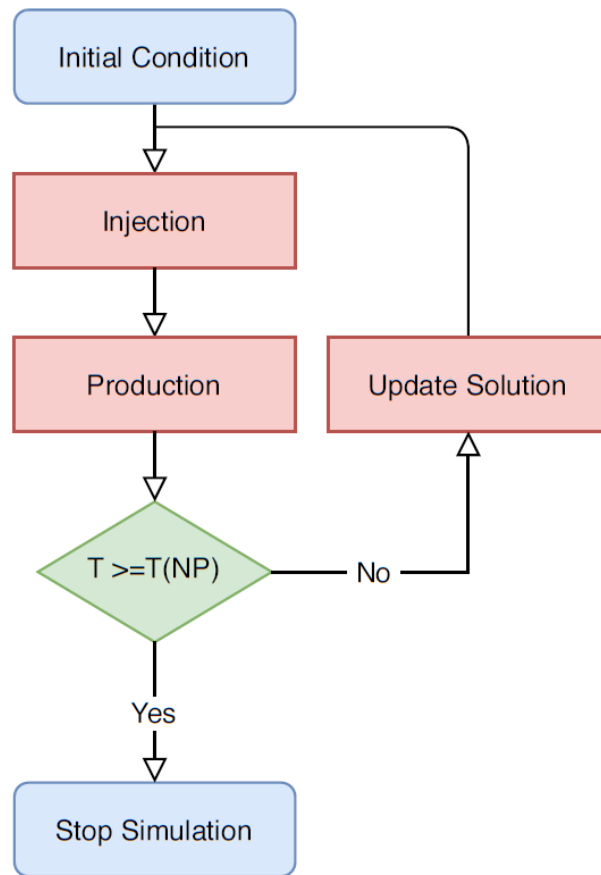 Initial Condition
Injection
Production
Update Solution
T >=T(NP)
No
Yes
Stop Simulation